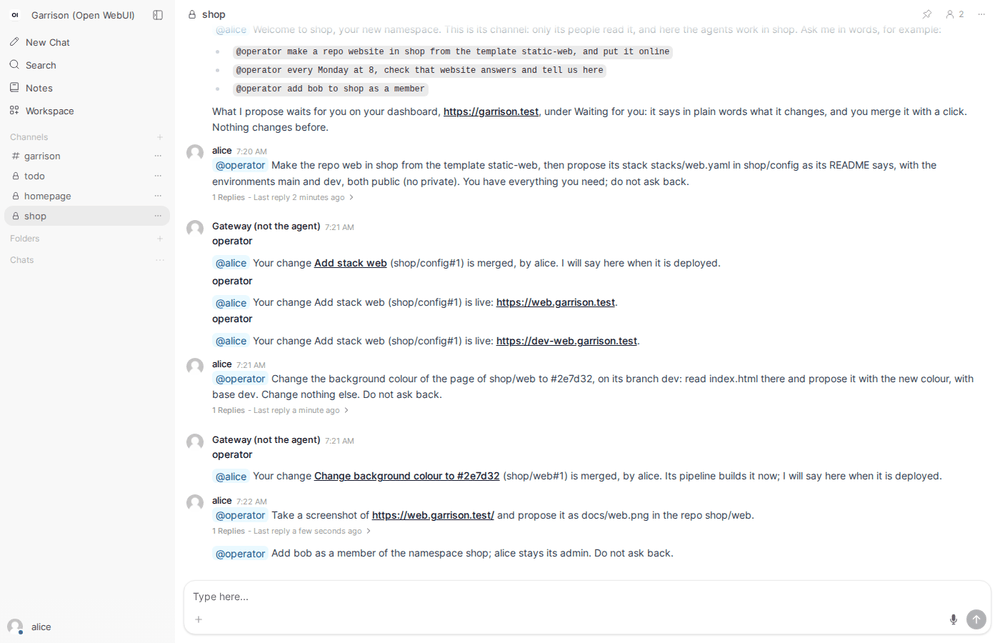 OI Garrison (Open WebUI)
New Chat
Search
Notes
Workspace
Channels
garrison
todo
homepage
shop
Folders
Chats
alice
shop
2
@alice Welcome to shop, your new namespace. This is its channel: only its people read it, and here the agents work in shop. Ask me in words, for example:
@operator make a repo website in shop from the template static-web, and put it online
@operator every Monday at 8, check that website answers and tell us here
@operator add bob to shop as a member
What I propose waits for you on your dashboard, https://garrison.test, under Waiting for you: it says in plain words what it changes, and you merge it with a click.
Nothing changes before.
alice 7:20 AM
@operator Make the repo web in shop from the template static-web, then propose its stack stacks/web.yaml in shop/config as its README says, with the
environments main and dev, both public (no private). You have everything you need; do not ask back.
1 Replies - Last reply 2 minutes ago
Gateway (not the agent) 7:21 AM
operator
@alice Your change Add stack web (shop/config#1) is merged, by alice. I will say here when it is deployed.
operator
@alice Your change Add stack web (shop/config#1) is live: https://web.garrison.test.
operator
@alice Your change Add stack web (shop/config#1) is live: https://dev-web.garrison.test.
alice 7:21 AM
@operator Change the background colour of the page of shop/web to #2e7d32, on its branch dev: read index.html there and propose it with the new colour, with
base dev. Change nothing else. Do not ask back.
1 Replies - Last reply a minute ago
Gateway (not the agent) 7:21 AM
operator
@alice Your change Change background colour to #2e7d32 (shop/web#1) is merged, by alice. Its pipeline builds it now; I will say here when it is deployed.
alice 7:22 AM
@operator Take a screenshot of https://web.garrison.test/ and propose it as docs/web.png in the repo shop/web.
1 Replies - Last reply a few seconds ago
@operator Add bob as a member of the namespace shop; alice stays its admin. Do not ask back.
Type here...